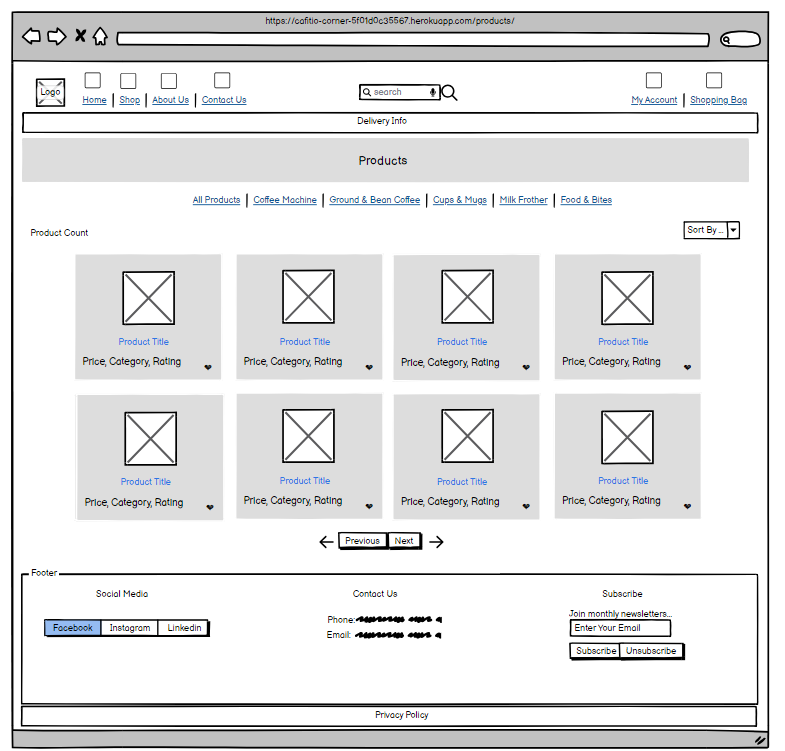 https://cafitio-corner-5f01d0c35567.herokuapp.com/products/
Logo
Home Shop About Us Contact Us
search
My Account Shopping Bag
Delivery Info
Products
All Products Coffee Machine Ground & Bean Coffee Cups & Mugs Milk Frother Food & Bites
Product Count
Sort By ...
Product Title Product Title Product Title Product Title
Price, Category, Rating Price, Category, Rating Price, Category, Rating Price, Category, Rating
Product Title Product Title Product Title Product Title
Price, Category, Rating Price, Category, Rating Price, Category, Rating Price, Category, Rating
Previous Next
Footer
Social Media Contact Us Subscribe
Join monthly newsletters...
Phone:
Facebook Instagram Linkedin
Enter Your Email
Email:
Subscribe Unsubscribe
Privacy Policy